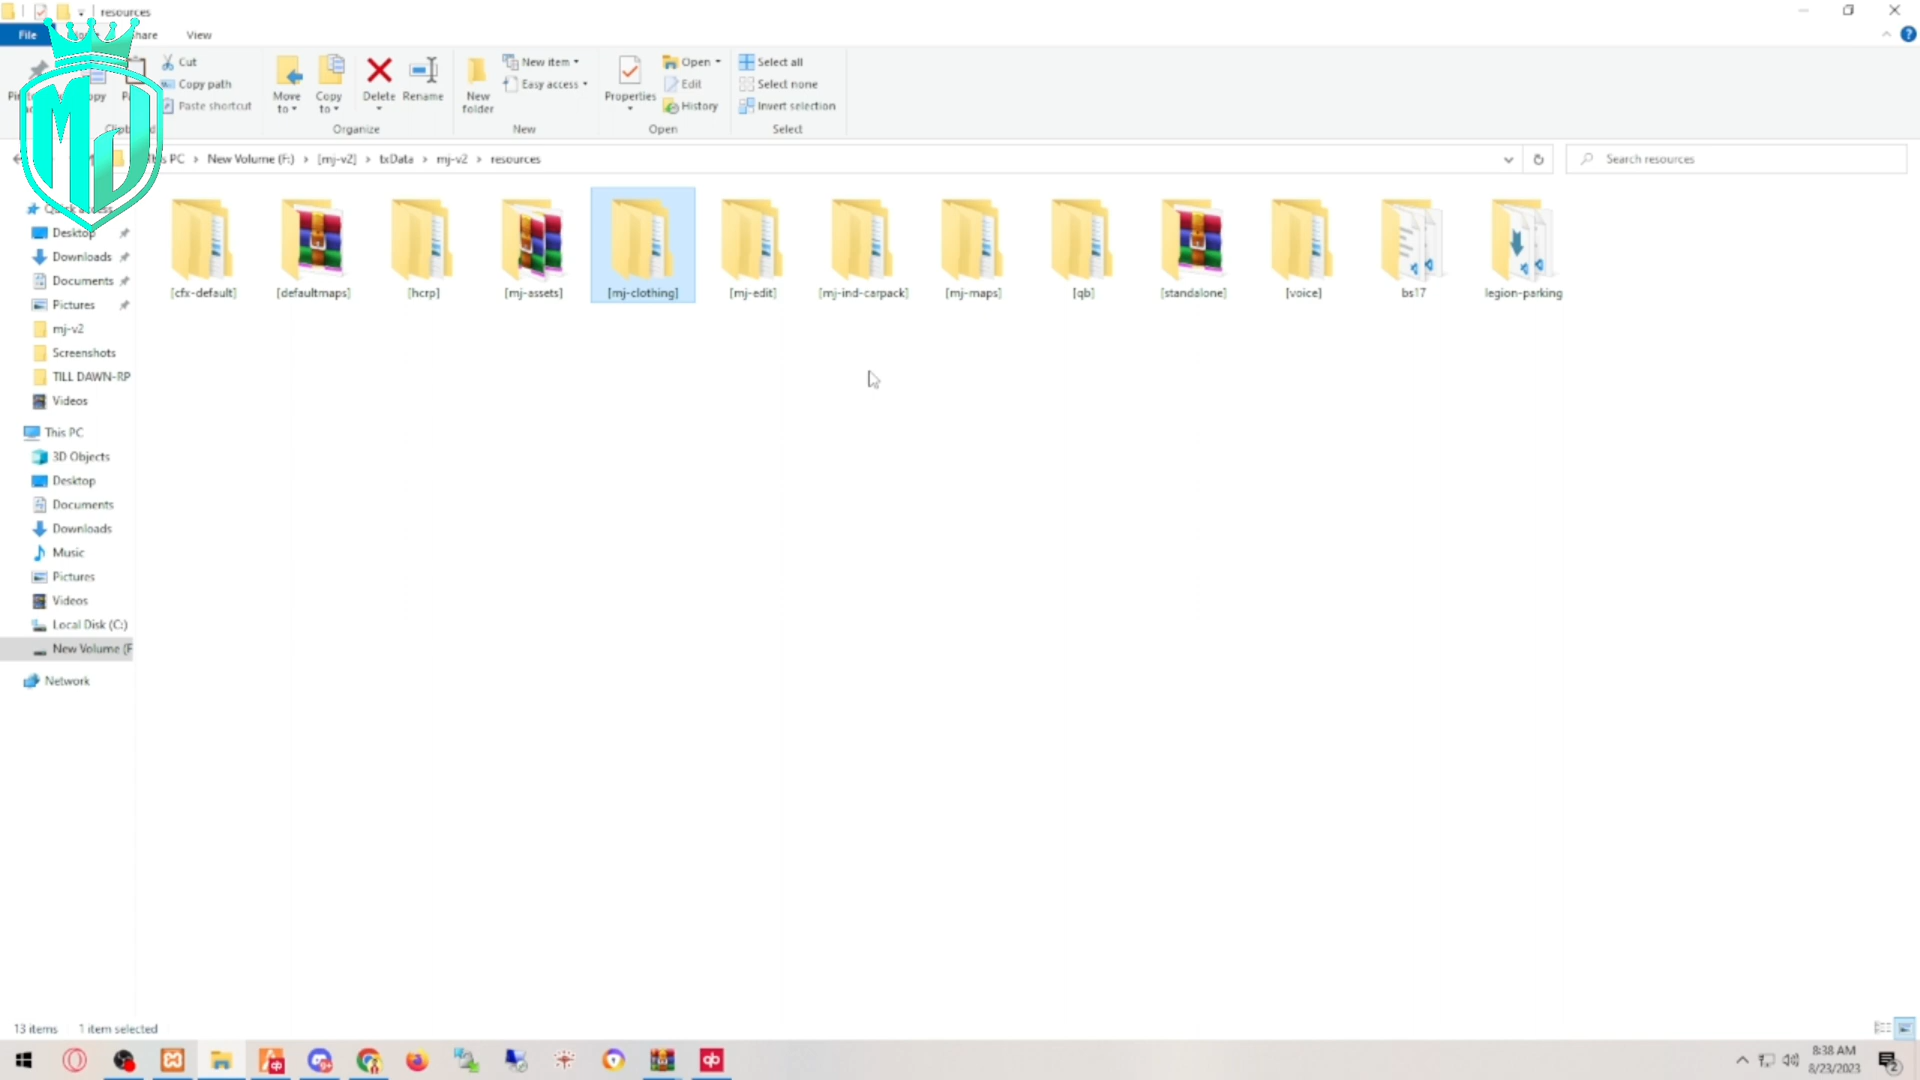 resources
File
Share
View
Cut
Copy path
Paste shortcut
Move to
Copy to
Delete
Rename
Organize
New folder
New item
Easy access
New
Properties
Open
Edit
History
Open
Select all
Select none
Invert selection
Select
This PC > New Volume (F:) > [mj-v2] > txData > mj-v2 > resources
Search resources
MJ
Quick access
Desktop
Downloads
Documents
Pictures
mj-v2
Screenshots
TILL DAWN-RP
Videos
This PC
3D Objects
Desktop
Documents
Downloads
Music
Pictures
Videos
Local Disk (C:)
New Volume (F
Network
[cfx-default]
[defaultmaps]
[hcrp]
[mj-assets]
[mj-clothing]
[mj-edit]
[mj-ind-carpack]
[mj-maps]
[qb]
[standalone]
[voice]
bs17
legion-parking
13 items 1 item selected
8:38 AM
8/23/2023
2